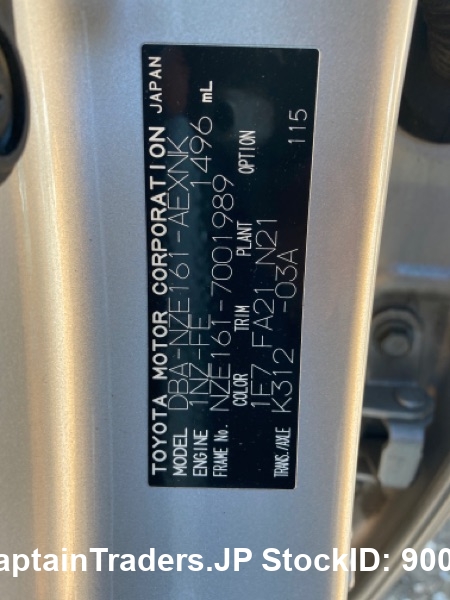 TOYOTA MOTOR CORPORATION JAPAN
MODEL DBA-NZE161-AEXNK
ENGINE 1NZ-FE 1496 mL
FRAME No. NZE161-7001989
COLOR TRIM PLANT OPTION
1F7 FA21 N21
TRANS./AXLE K312 -03A 115
aptainTraders.JP StockID: 900